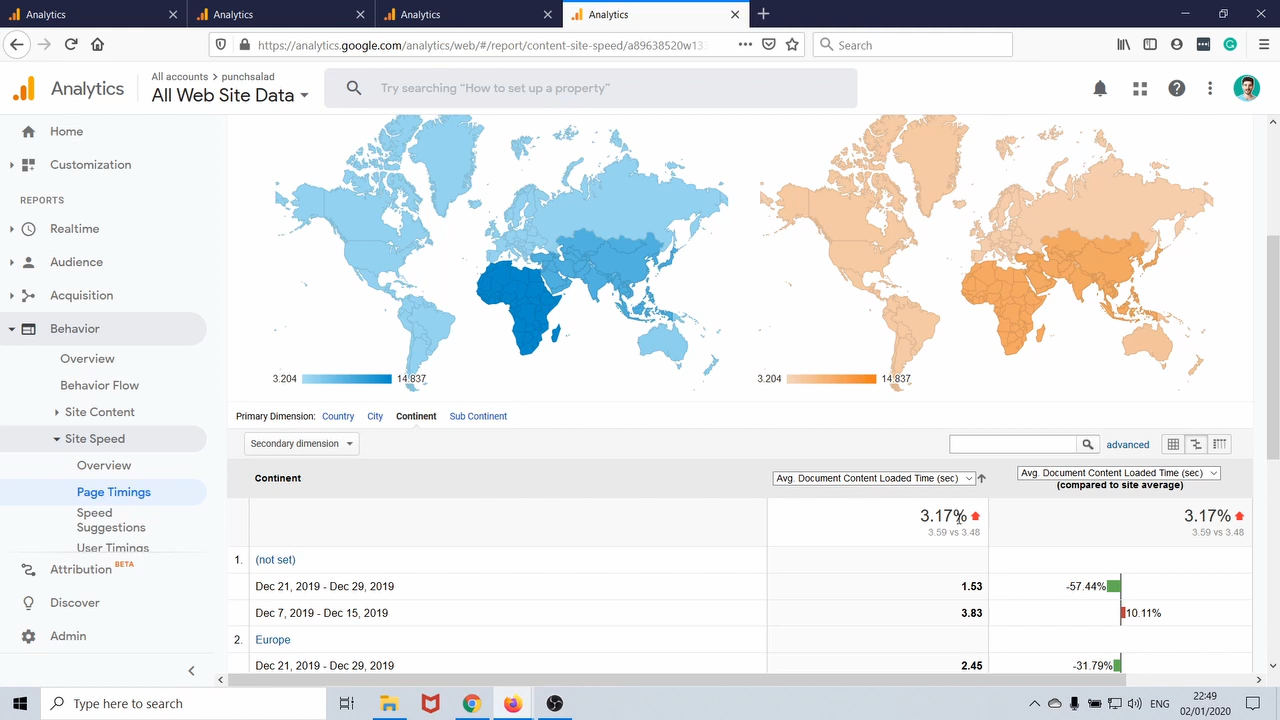 Analytics
Analytics
Analytics
Analytics
https://analytics.google.com/analytics/web/#/report/content-site-speed/a89638520w133
Search
Analytics
All accounts > punchsalad
All Web Site Data
Try searching “How to set up a property”
Home
Customization
REPORTS
Realtime
Audience
Acquisition
Behavior
Overview
Behavior Flow
Site Content
Site Speed
Overview
Page Timings
Speed
Suggestions
User Timings
Attribution BETA
Discover
Admin
3.204 14.837
3.204 14.837
Primary Dimension: Country City Continent Sub Continent
Secondary dimension
advanced
Continent
Avg. Document Content Loaded Time (sec)
Avg. Document Content Loaded Time (sec)
(compared to site average)
3.17% 3.17%
3.59 vs 3.48 3.59 vs 3.48
1. (not set)
Dec 21, 2019 - Dec 29, 2019 1.53 -57.44%
Dec 7, 2019 - Dec 15, 2019 3.83 10.11%
2. Europe
Dec 21, 2019 - Dec 29, 2019 2.45 -31.79%
Type here to search
ENG
22:49
02/01/2020